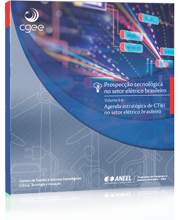 cgee
Prospecção tecnológica
no setor elétrico brasileiro
Volume
Agenda estratégica de CT&I
no setor elétrico brasileiro
Centro de Gestão e Estudos Estratégicos
Ciência, Tecnologia e Inovação
ANEEL